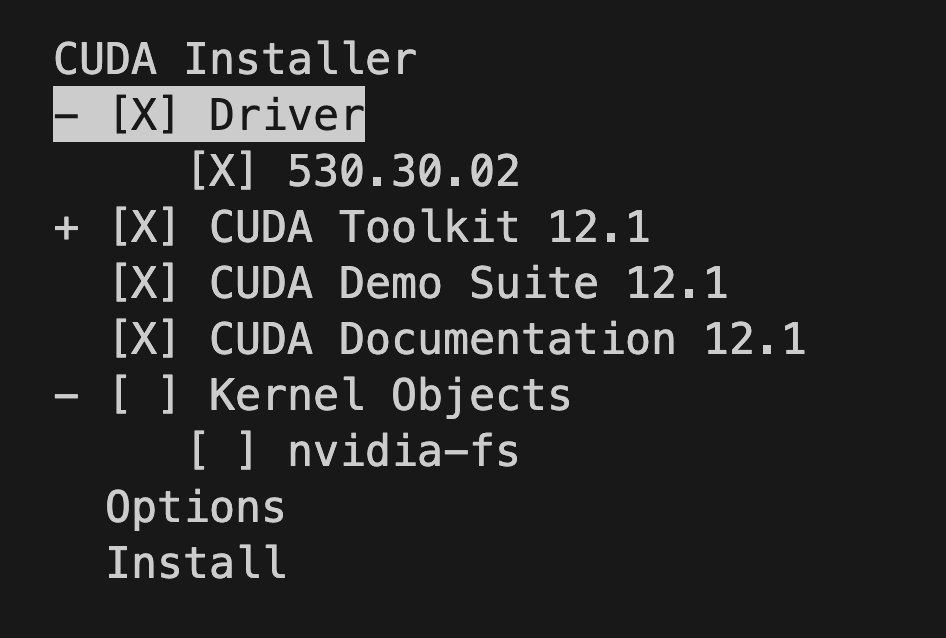 CUDA Installer
- [X] Driver
[X] 530.30.02
+ [X] CUDA Toolkit 12.1
[X] CUDA Demo Suite 12.1
[X] CUDA Documentation 12.1
- [ ] Kernel Objects
[ ] nvidia-fs
Options
Install